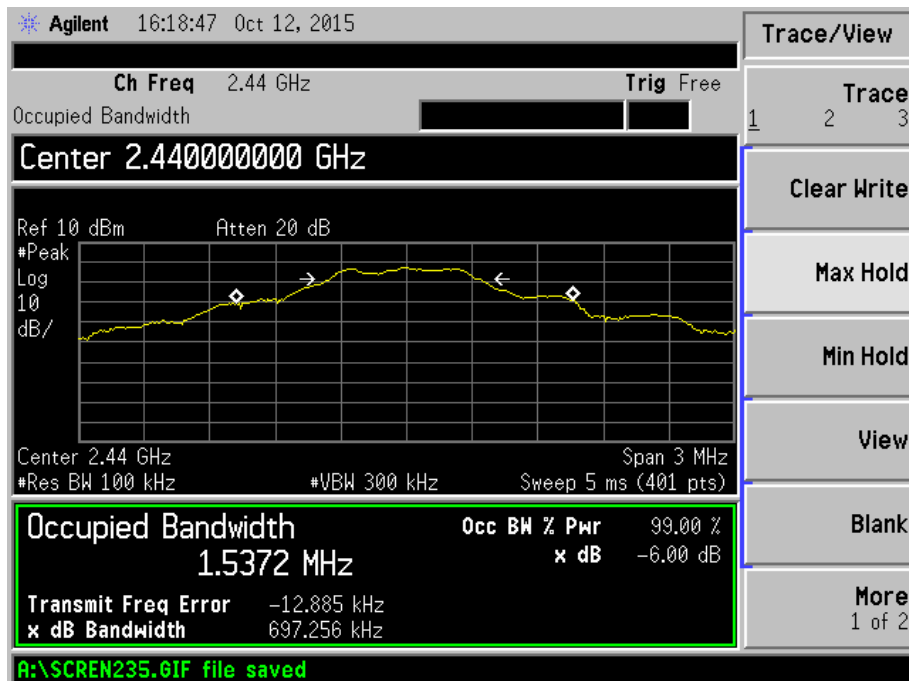 Agilent 16:18:47 Oct 12, 2015
Trace/View
Ch Freq 2.44 GHz Trig Free
Occupied Bandwidth
Center 2.440000000 GHz
Ref 10 dBm Atten 20 dB
#Peak
Log
10
dB/
Center 2.44 GHz Span 3 MHz
#Res BW 100 kHz #VBW 300 kHz Sweep 5 ms (401 pts)
Occupied Bandwidth Occ BW % Pwr 99.00 %
1.5372 MHz x dB -6.00 dB
Transmit Freq Error -12.885 kHz
x dB Bandwidth 697.256 kHz
A:\SCREN235.GIF file saved
Trace
1 2 3
Clear Write
Max Hold
Min Hold
View
Blank
More
1 of 2